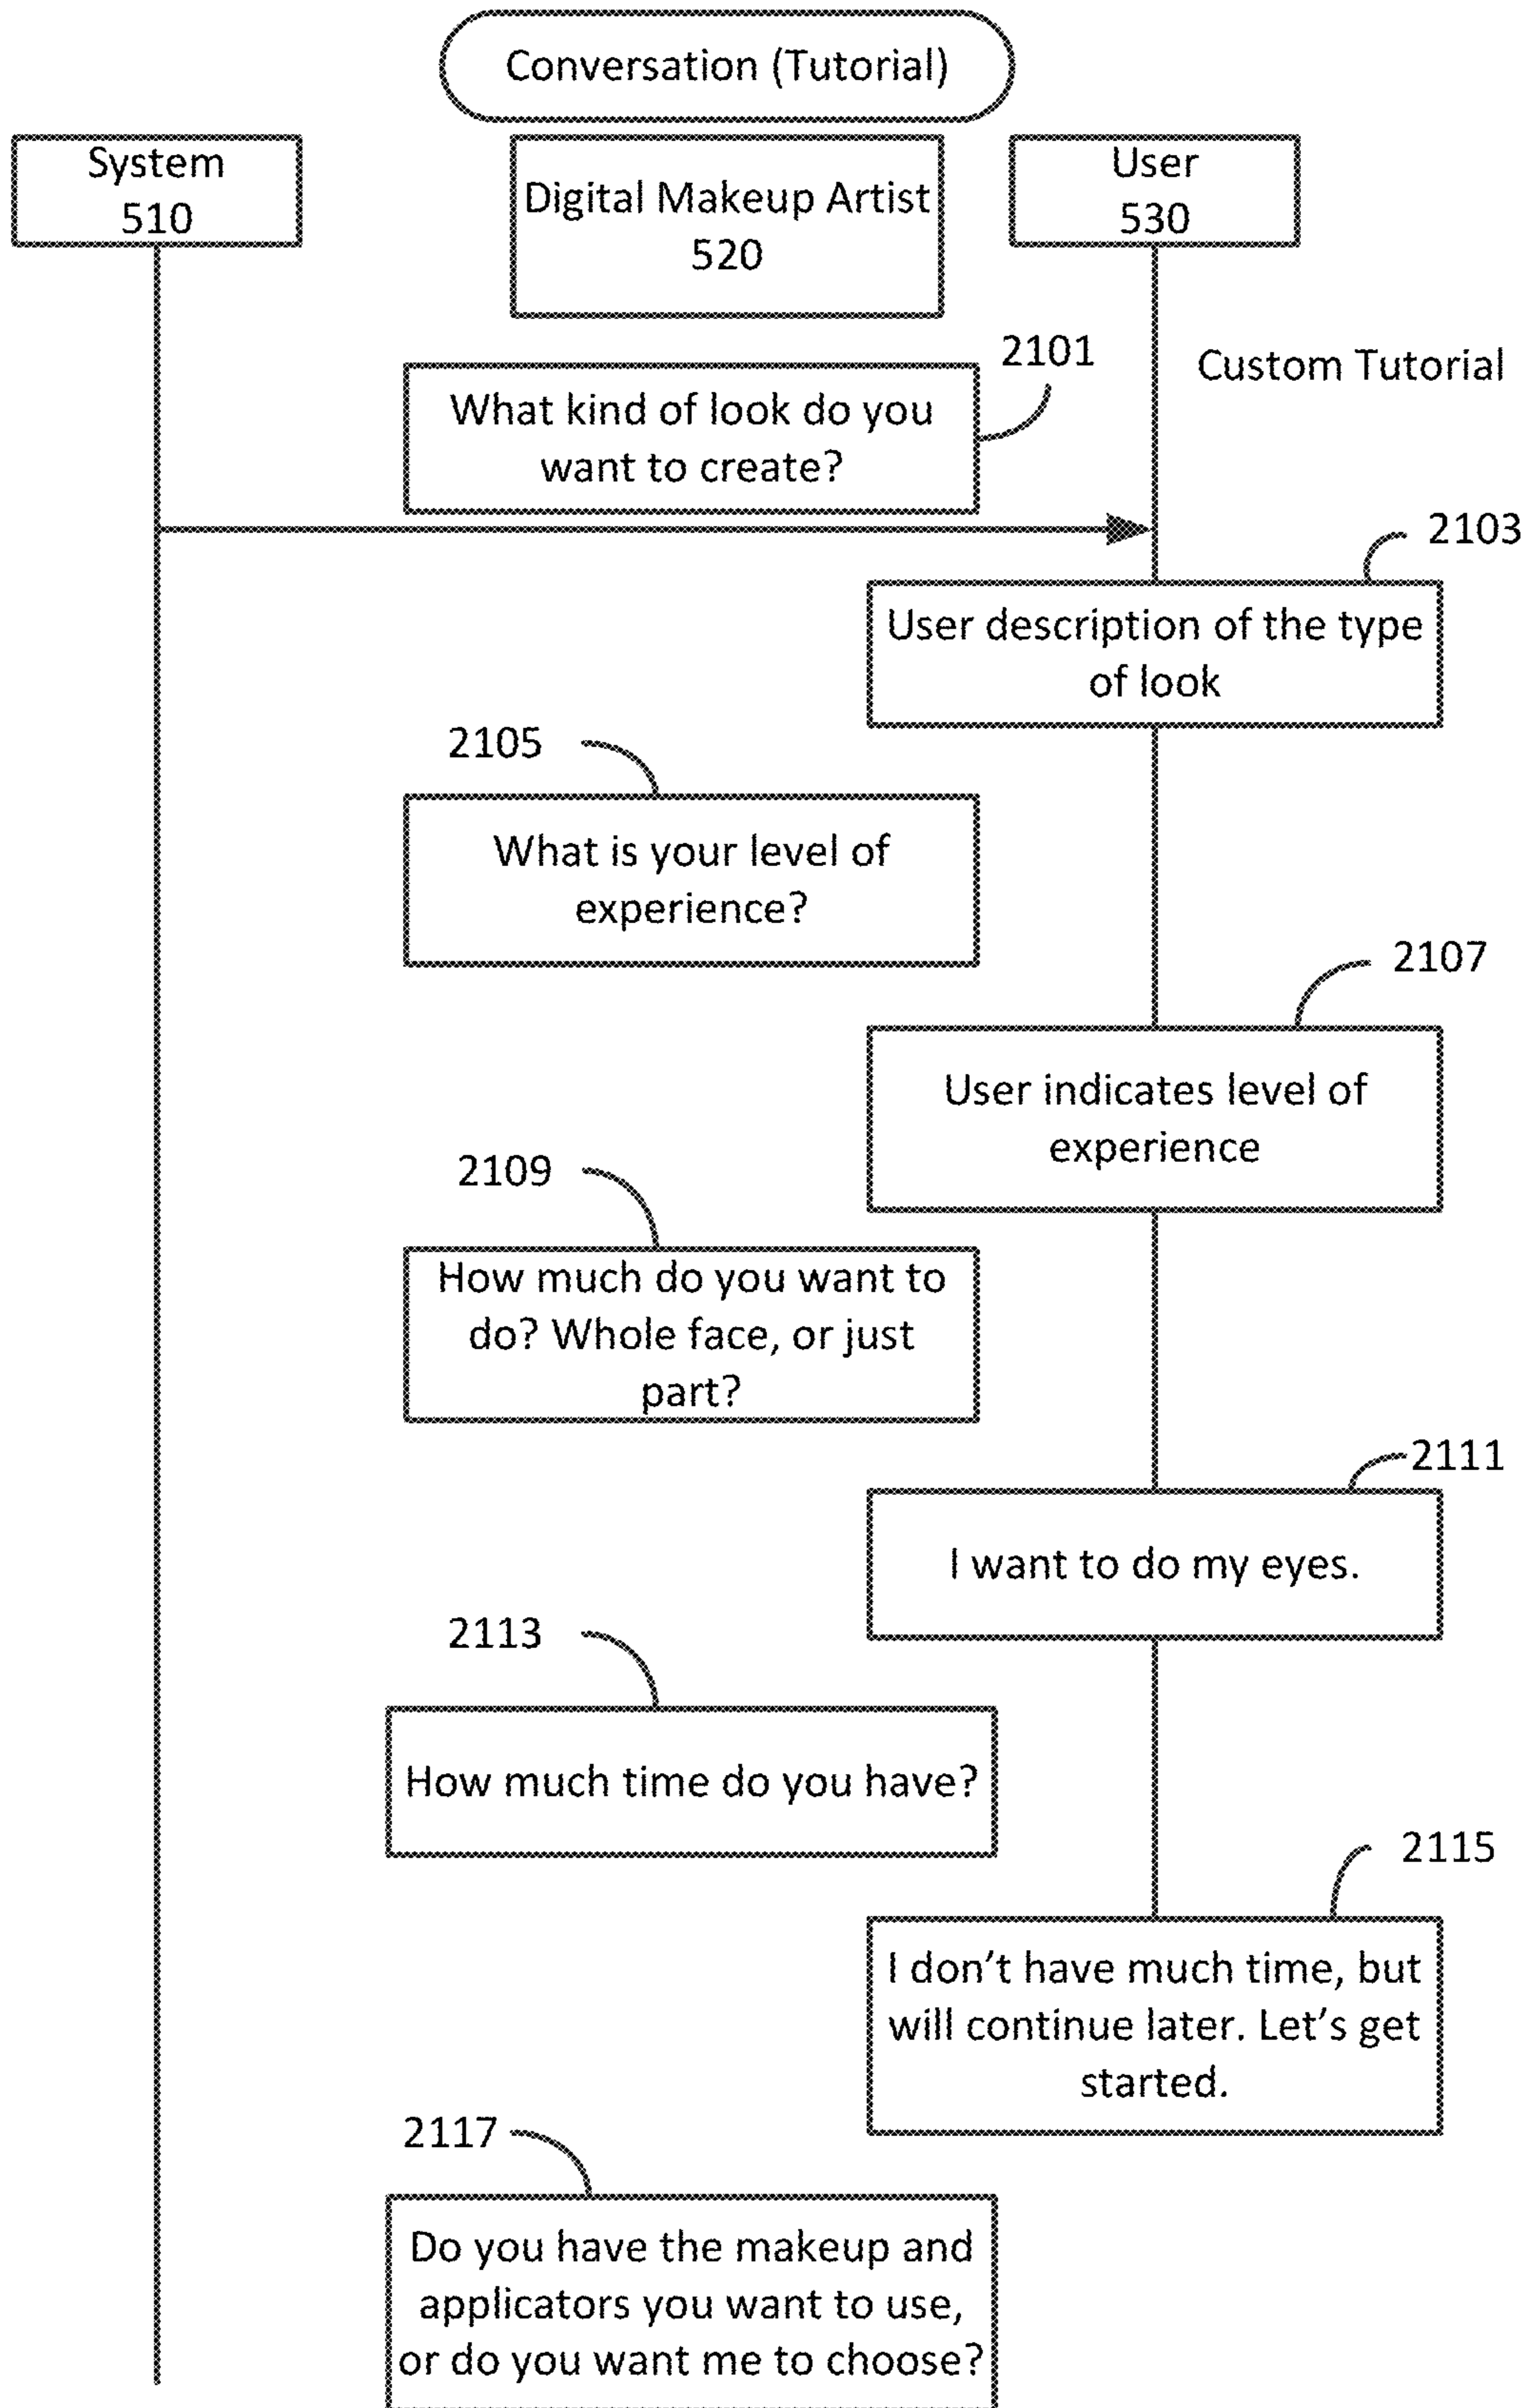 Conversation (Tutorial)
System
510
Digital Makeup Artist
520
User
530
2101
Custom Tutorial
What kind of look do you
want to create?
2103
User description of the type
of look
2105
What is your level of
experience?
2107
User indicates level of
experience
2109
How much do you want to
do? Whole face, or just
part?
2111
I want to do my eyes.
2113
How much time do you have?
2115
I don't have much time, but
will continue later. Let's get
started.
2117
Do you have the makeup and
applicators you want to use,
or do you want me to choose?